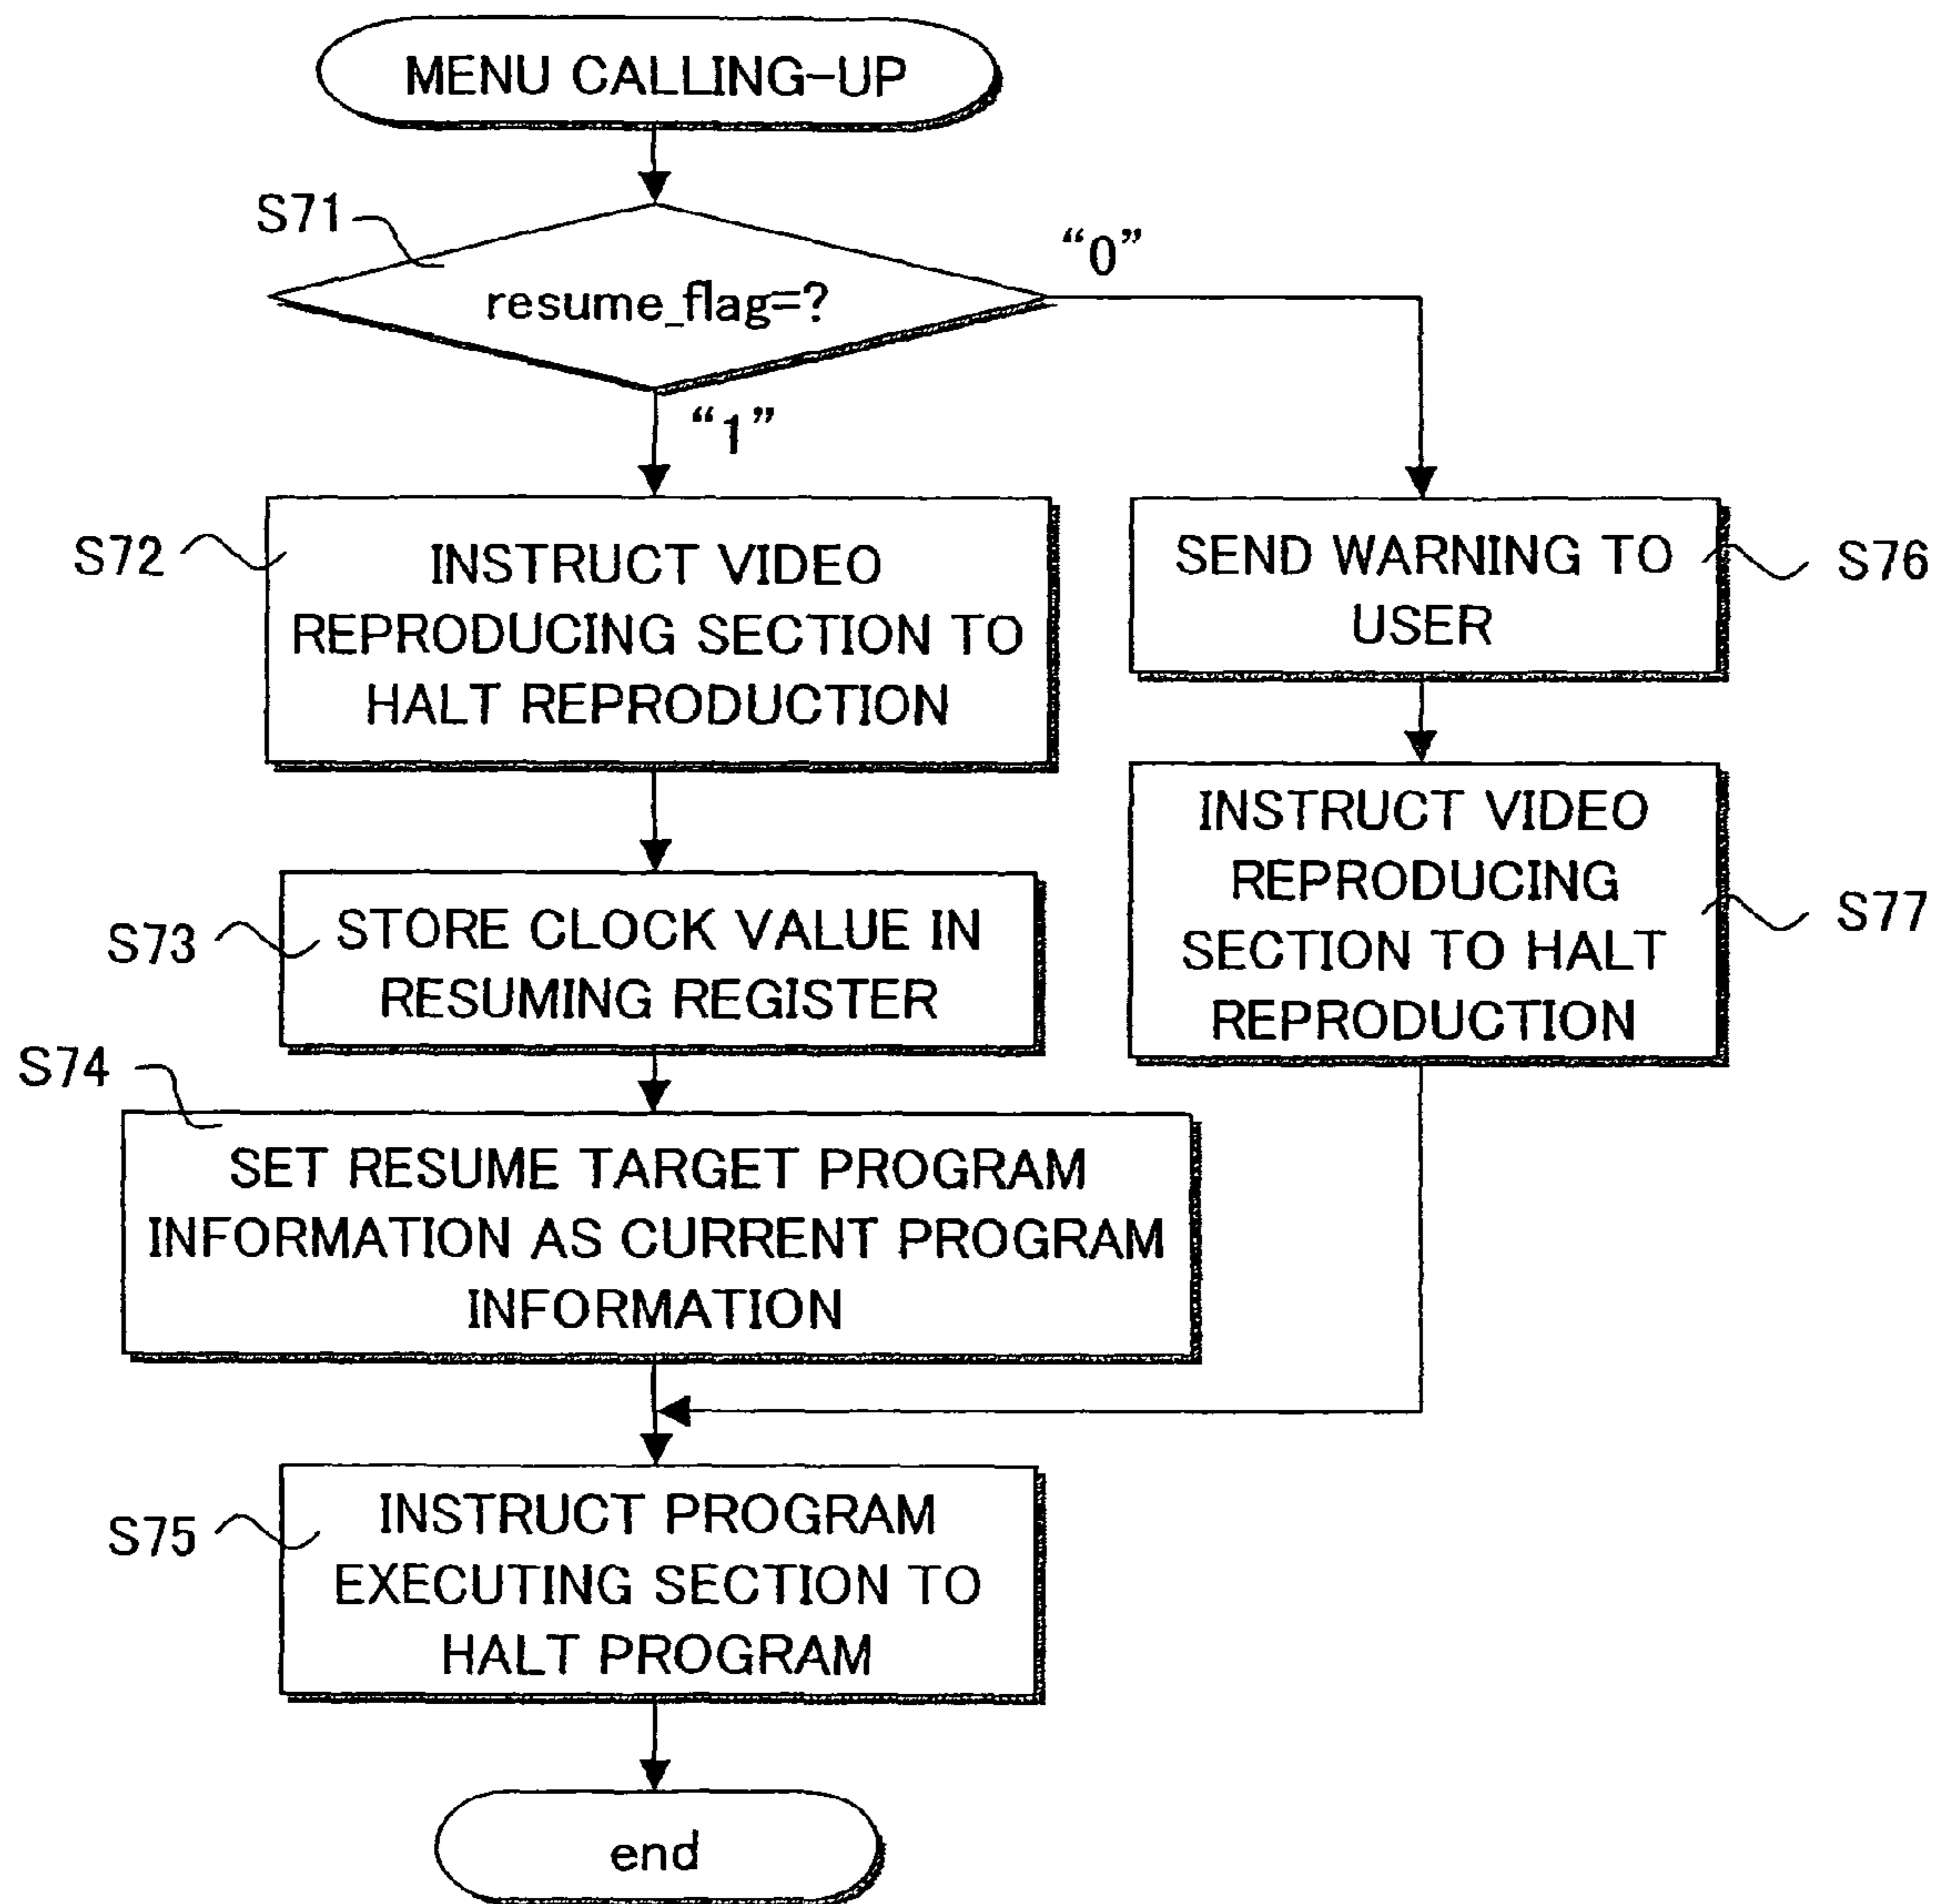 MENU CALLING-UP
S71
resume_flag=?
“0”
“1”
S72
INSTRUCT VIDEO
REPRODUCING SECTION TO
HALT REPRODUCTION
SEND WARNING TO
USER
S76
S73
STORE CLOCK VALUE IN
RESUMING REGISTER
INSTRUCT VIDEO
REPRODUCING
SECTION TO HALT
REPRODUCTION
S77
S74
SET RESUME TARGET PROGRAM
INFORMATION AS CURRENT PROGRAM
INFORMATION
S75
INSTRUCT PROGRAM
EXECUTING SECTION TO
HALT PROGRAM
end